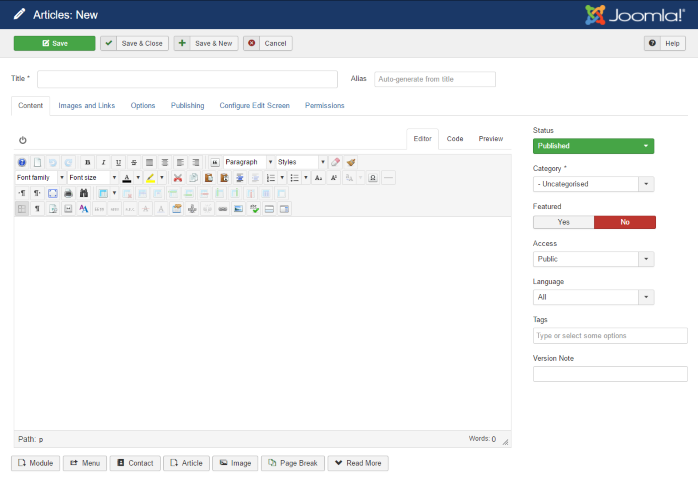 Articles: New
Joomla!®
Save
Save & Close
Save & New
Cancel
Help
Title *
Alias
Auto-generate from title
Content
Images and Links
Options
Publishing
Configure Edit Screen
Permissions
Editor
Code
Preview
B I U S
Paragraph
Styles
Font family
Font size
A
Path: p
Words: 0
Module
Menu
Contact
Article
Image
Page Break
Read More
Status
Published
Category *
- Uncategorised
Featured
Yes
No
Access
Public
Language
All
Tags
Type or select some options
Version Note